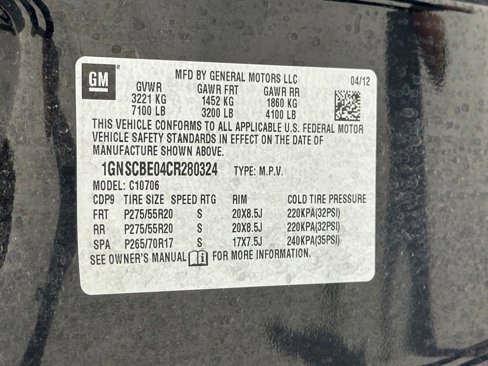 GM
MFD BY GENERAL MOTORS LLC 04/12
GVWR GAWR FRT GAWR RR
3221 KG 1452 KG 1860 KG
7100 LB 3200 LB 4100 LB
THIS VEHICLE CONFORMS TO ALL APPLICABLE U.S. FEDERAL MOTOR
VEHICLE SAFETY STANDARDS IN EFFECT ON THE DATE OF
MANUFACTURE SHOWN ABOVE.
1GNSCBE04CR280324 TYPE: M.P.V.
MODEL: C10706
CDP9 TIRE SIZE SPEED RTG RIM COLD TIRE PRESSURE
FRT P275/55R20 S 20X8.5J 220KPA(32PSI)
RR P275/55R20 S 20X8.5J 220KPA(32PSI)
SPA P265/70R17 S 17X7.5J 240KPA(35PSI)
SEE OWNER'S MANUAL FOR MORE INFORMATION.